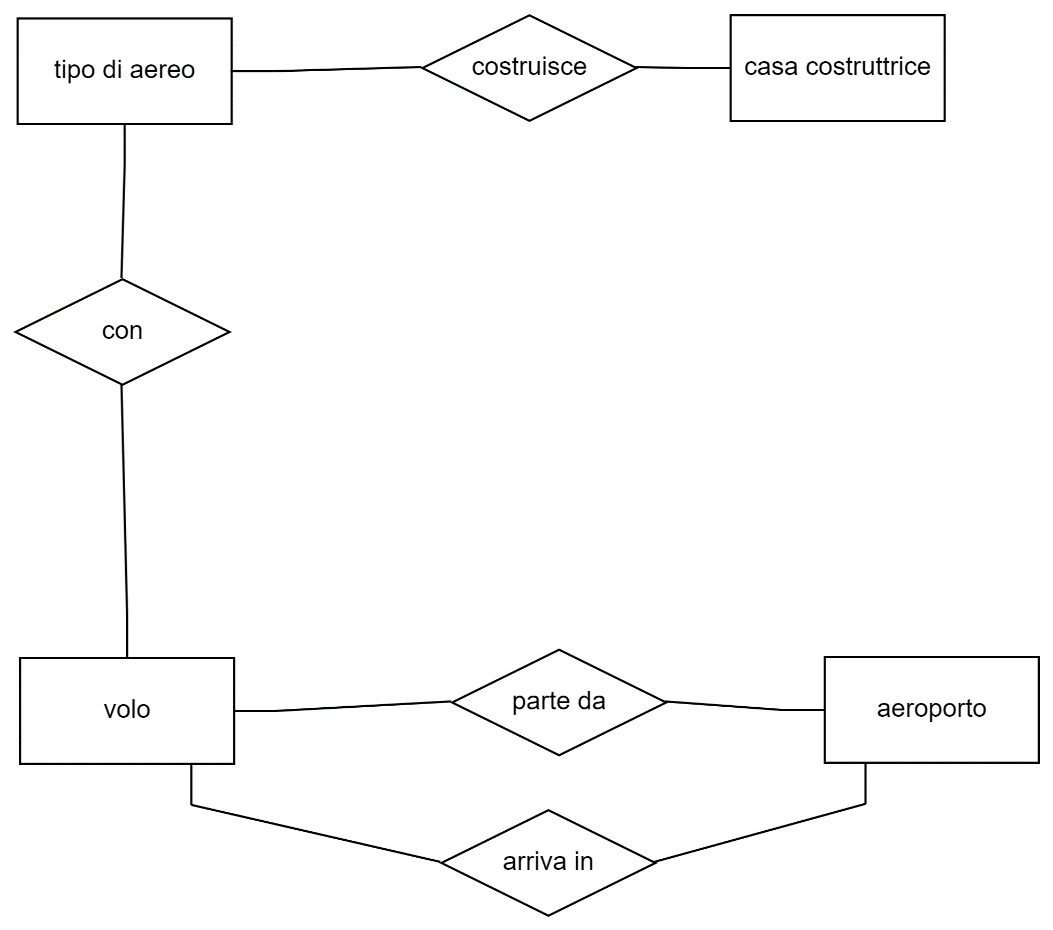 tipo di aereo
costruisce
casa costruttrice
con
volo
parte da
aeroporto
arriva in